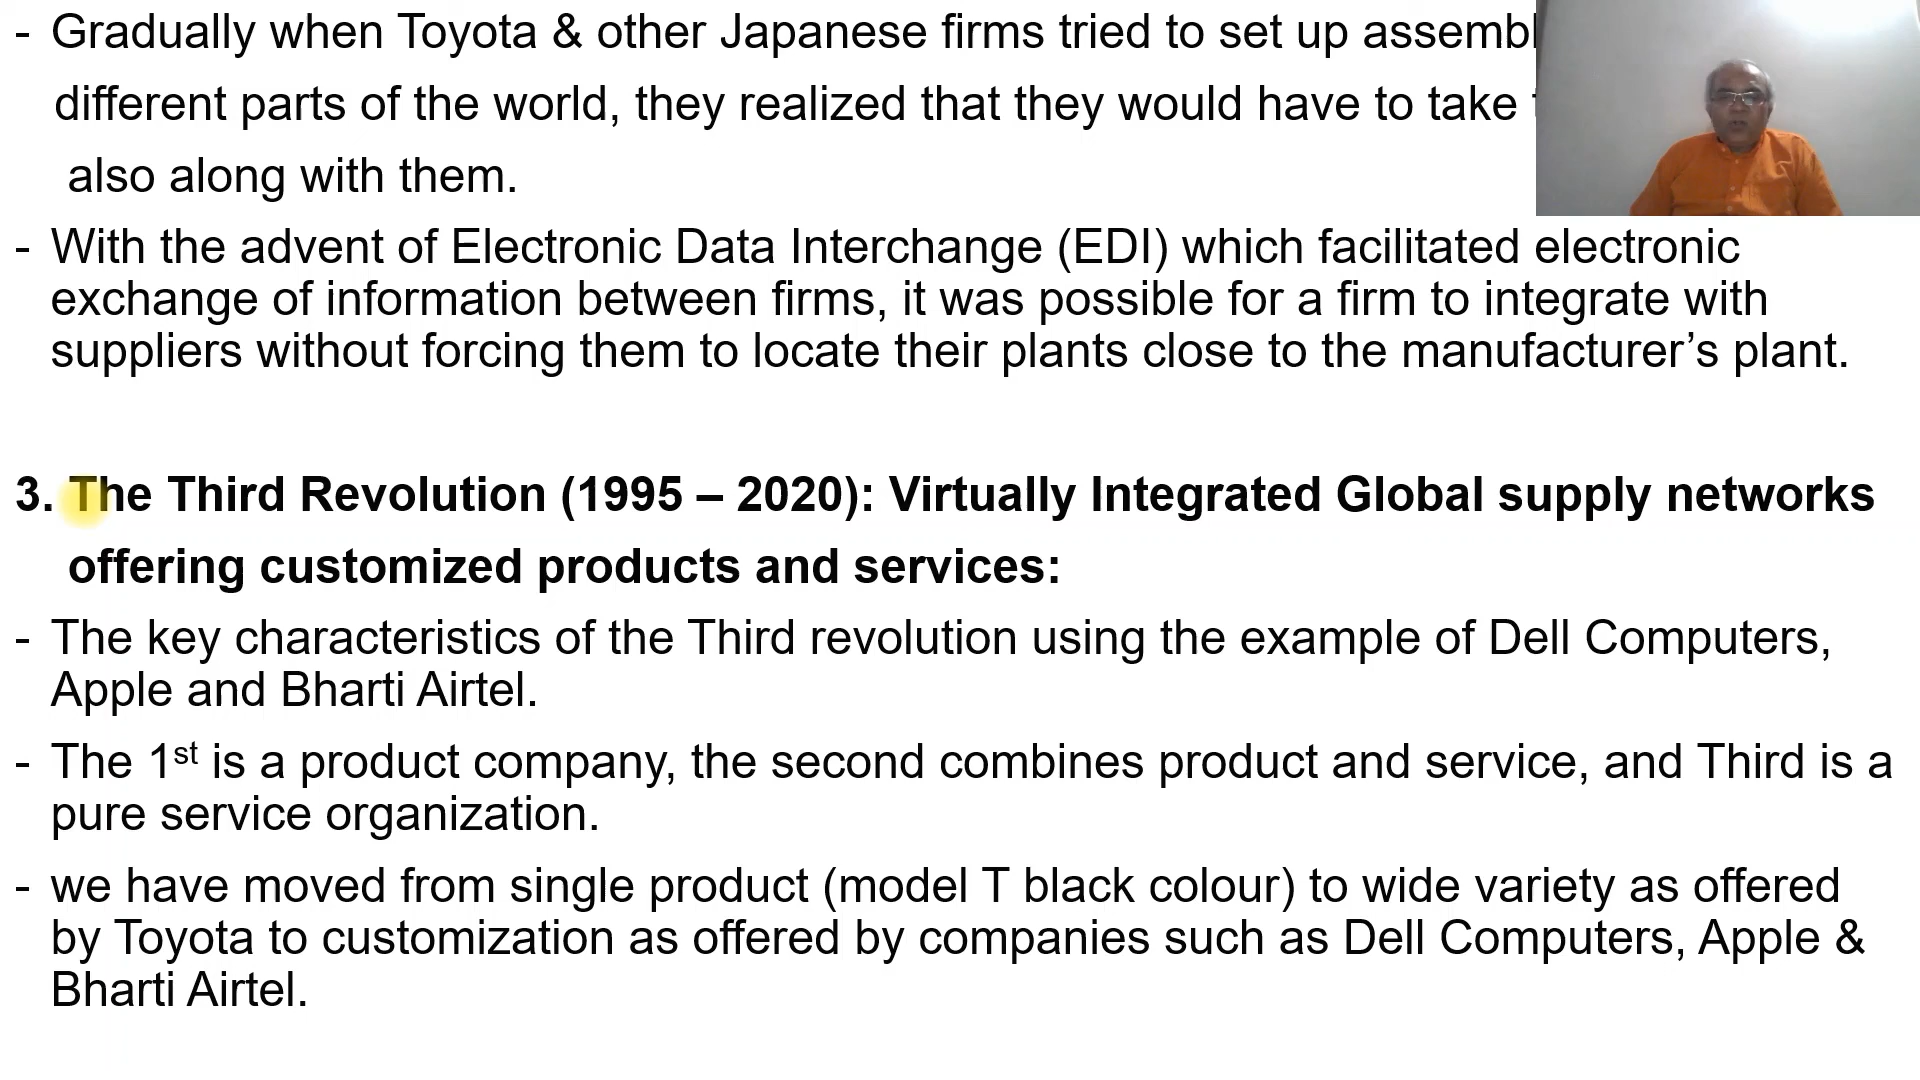 - Gradually when Toyota & other Japanese firms tried to set up
different parts of the world, they realized that they would have to take
also along with them.
- With the advent of Electronic Data Interchange (EDI) which facilitated electronic
exchange of information between firms, it was possible for a firm to integrate with
suppliers without forcing them to locate their plants close to the manufacturer’s plant.
3. The Third Revolution (1995 – 2020): Virtually Integrated Global supply networks
offering customized products and services:
- The key characteristics of the Third revolution using the example of Dell Computers,
Apple and Bharti Airtel.
- The 1st is a product company, the second combines product and service, and Third is a
pure service organization.
- we have moved from single product (model T black colour) to wide variety as offered
by Toyota to customization as offered by companies such as Dell Computers, Apple &
Bharti Airtel.